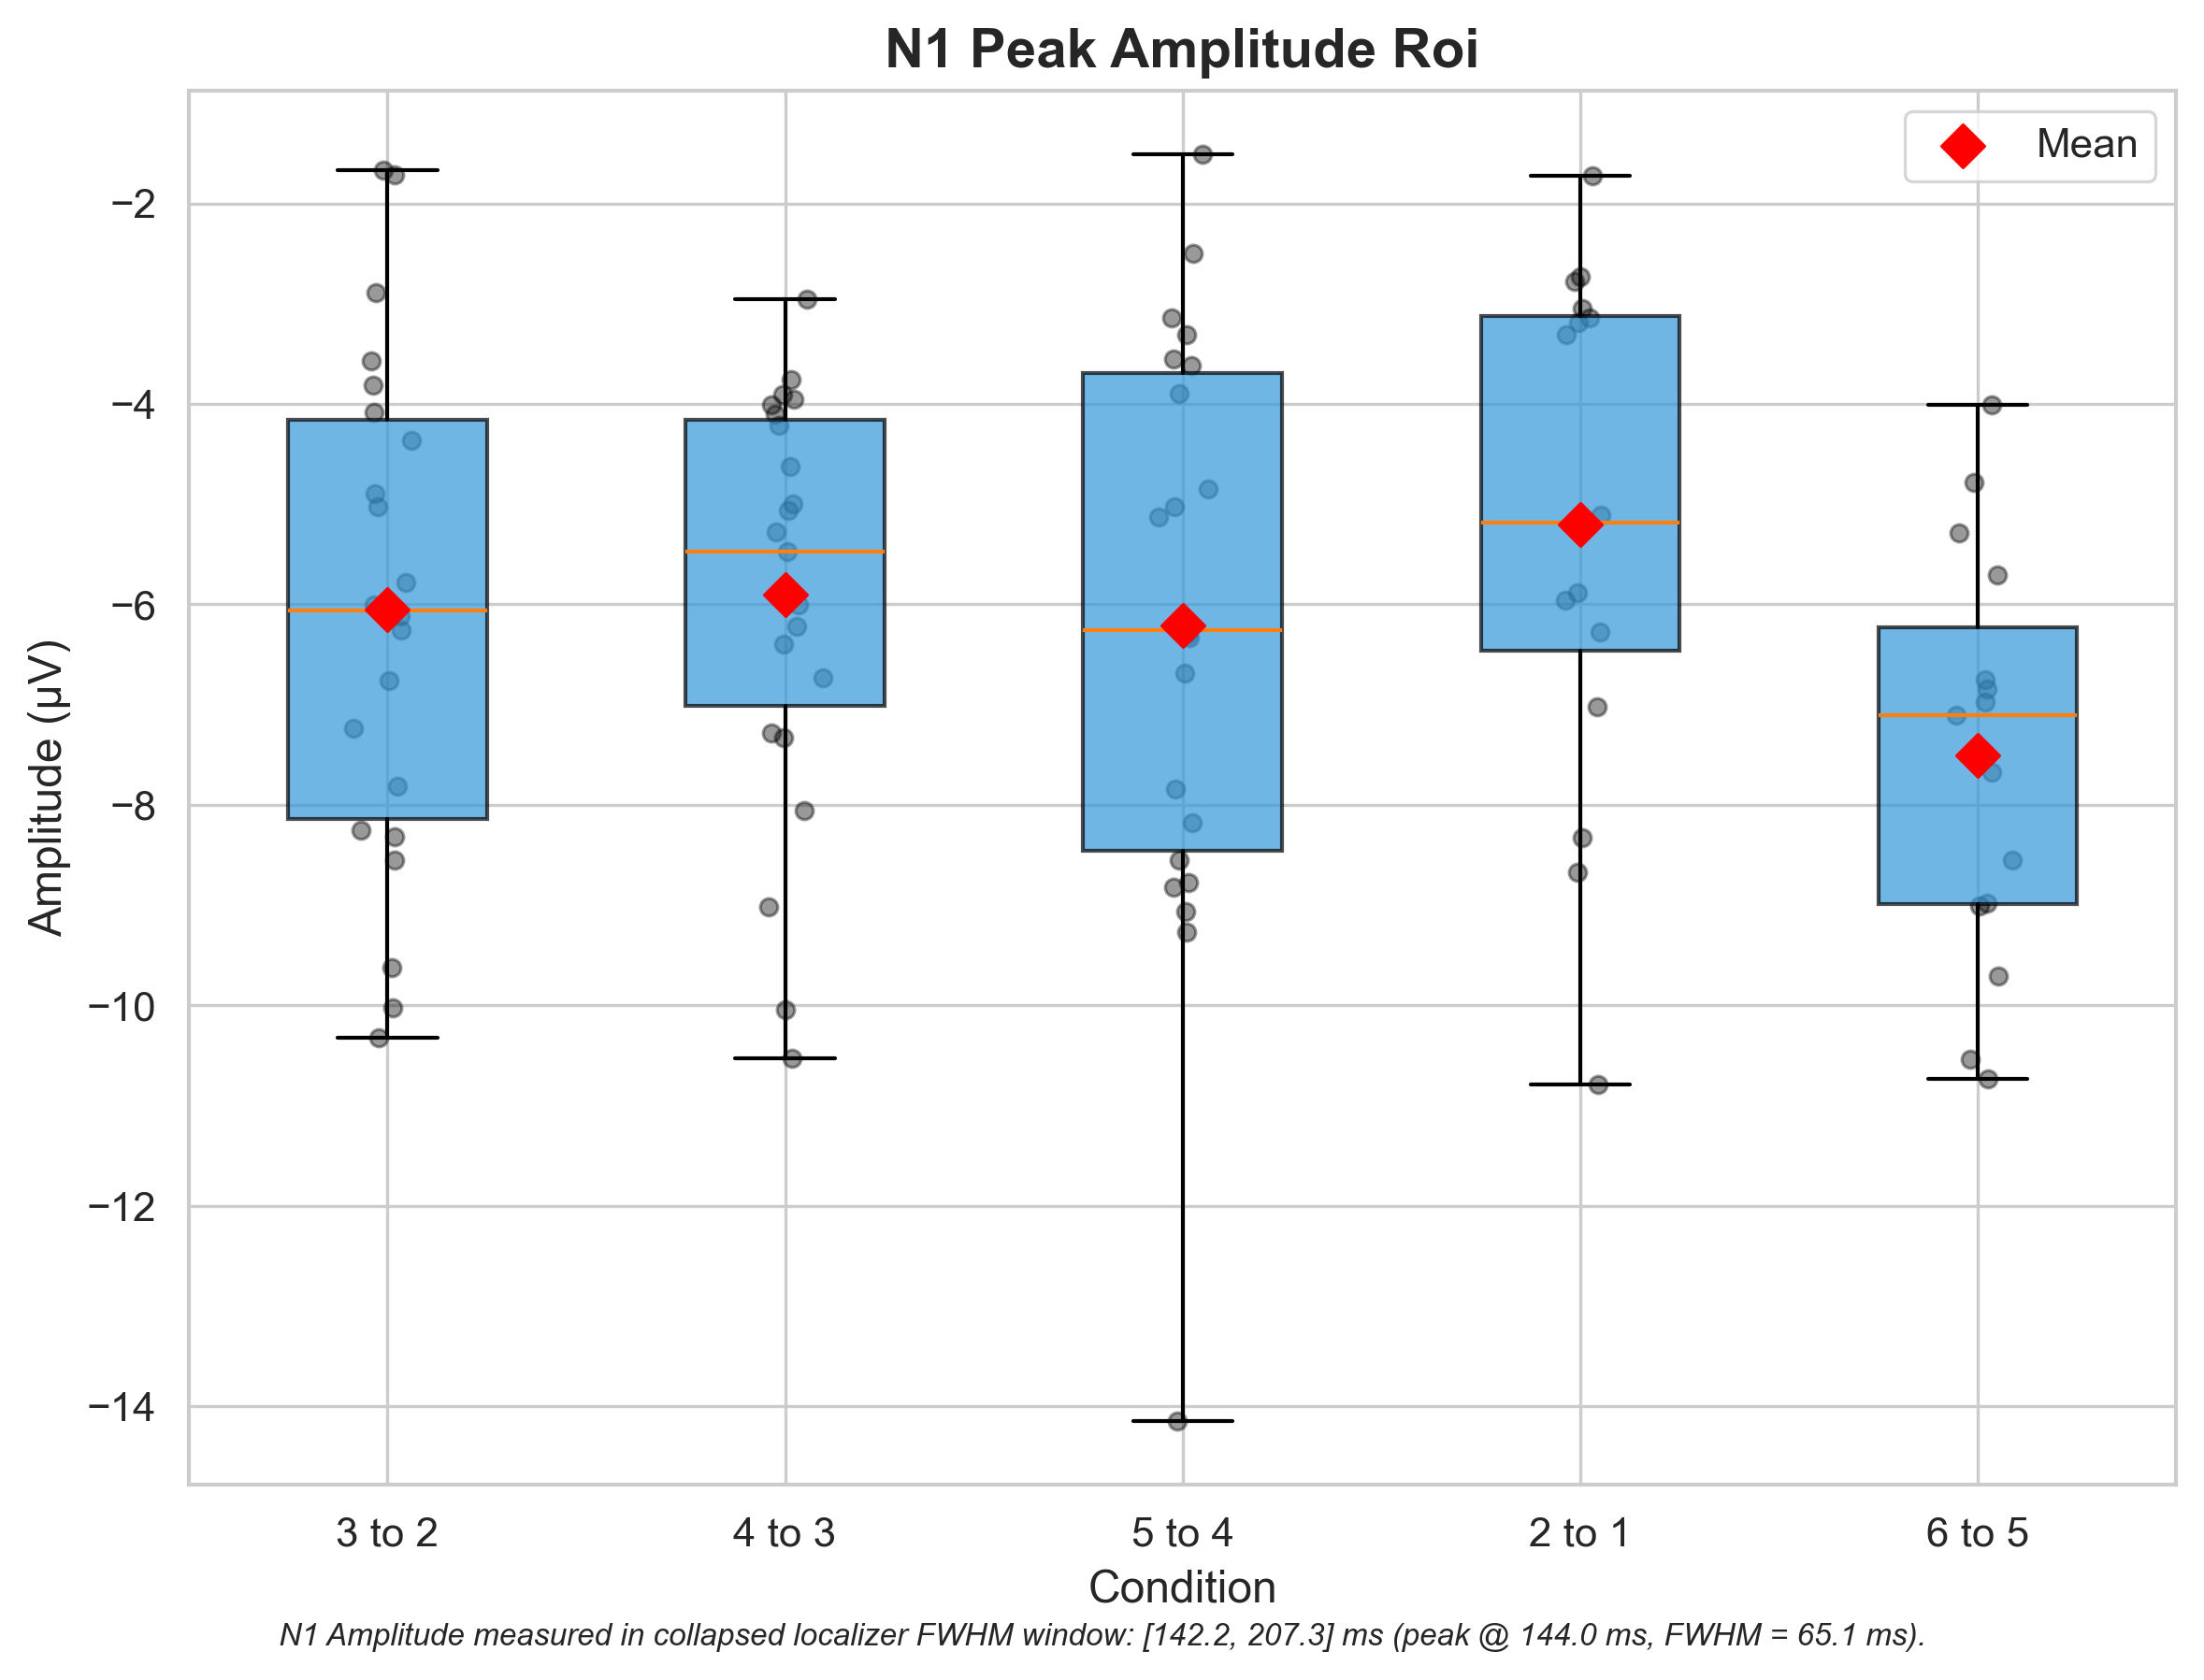 N1 Peak Amplitude Roi
Mean
−2
−4
−6
−8
−10
−12
−14
Amplitude (µV)
3 to 2
4 to 3
5 to 4
2 to 1
6 to 5
Condition
N1 Amplitude measured in collapsed localizer FWHM window: [142.2, 207.3] ms (peak @ 144.0 ms, FWHM = 65.1 ms).